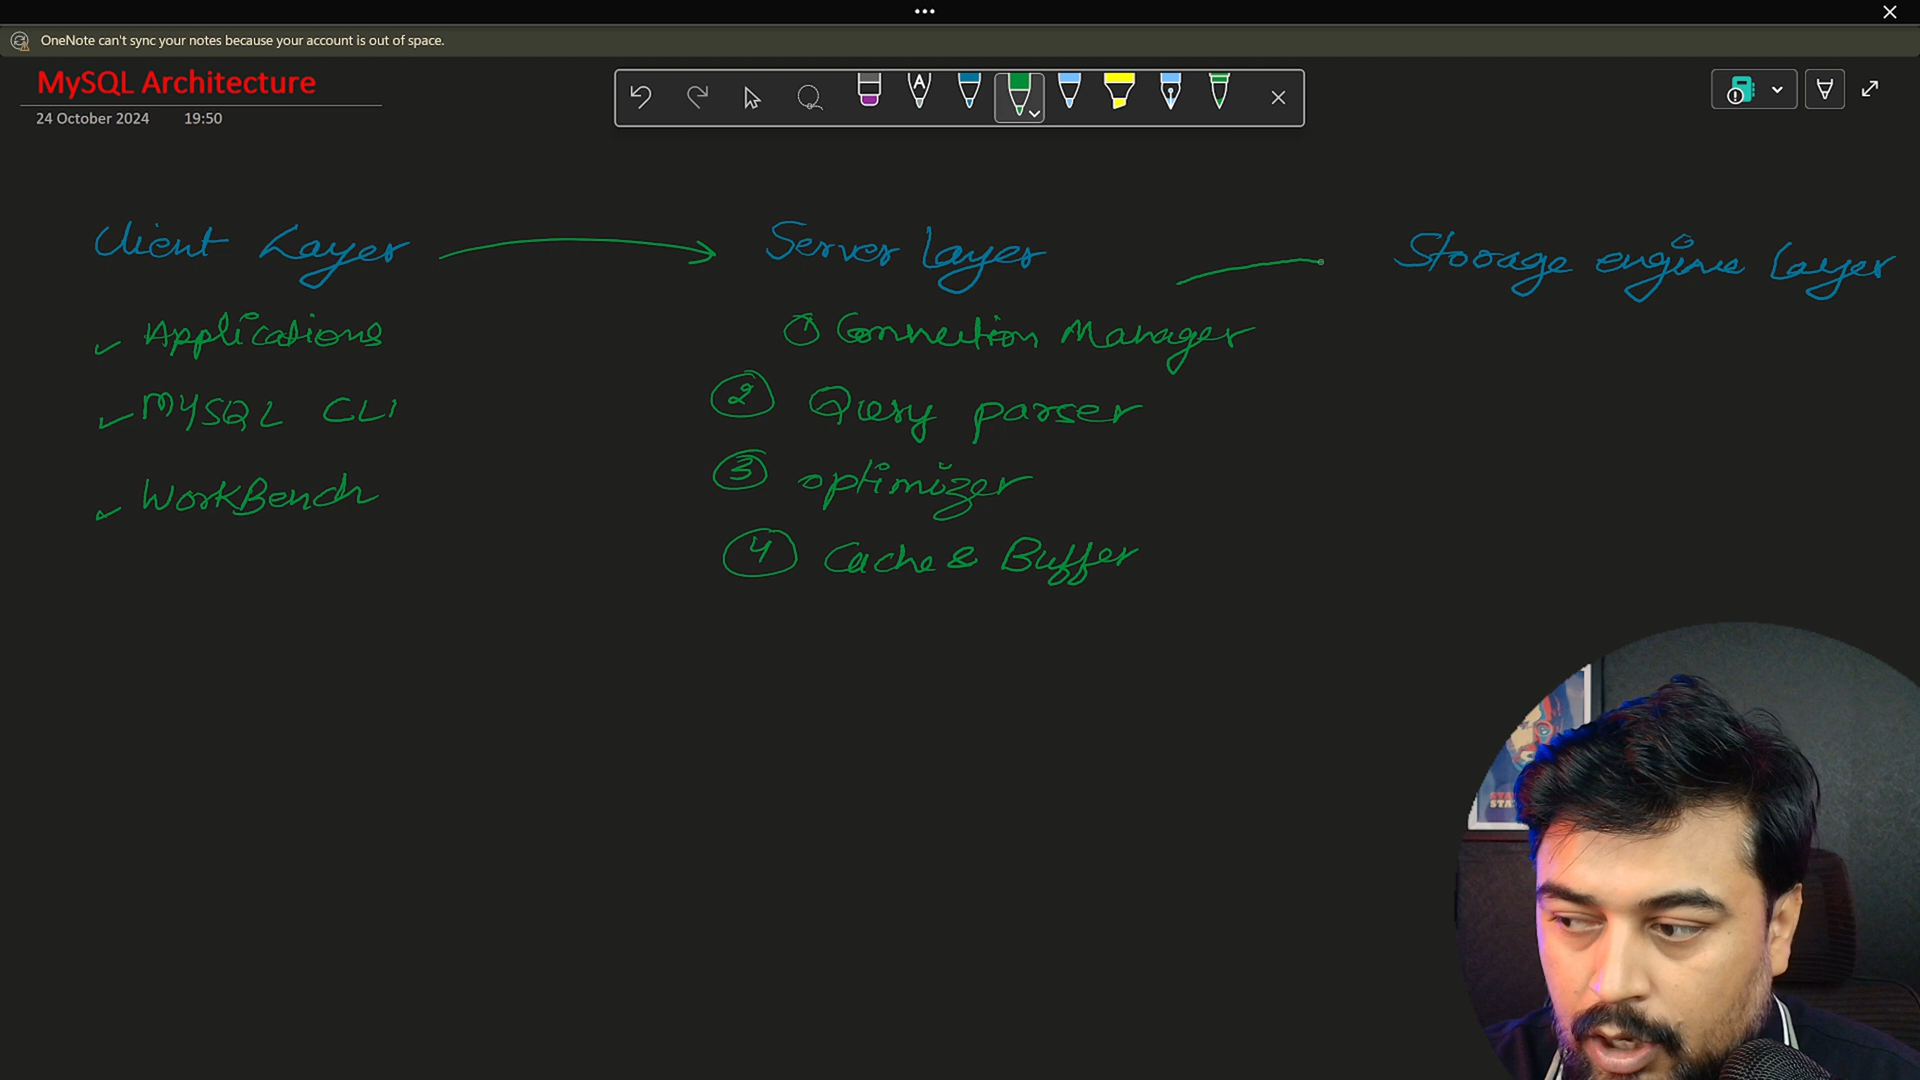 OneNote can't sync your notes because your account is out of space.
MySQL Architecture
24 October 2024 19:50
Client Layer
Server layer
Storage engine layer
Applications
MYSQL CLI
WorkBench
1 Connection Manager
2 Query parser
3 optimizer
4 Cache & Buffer